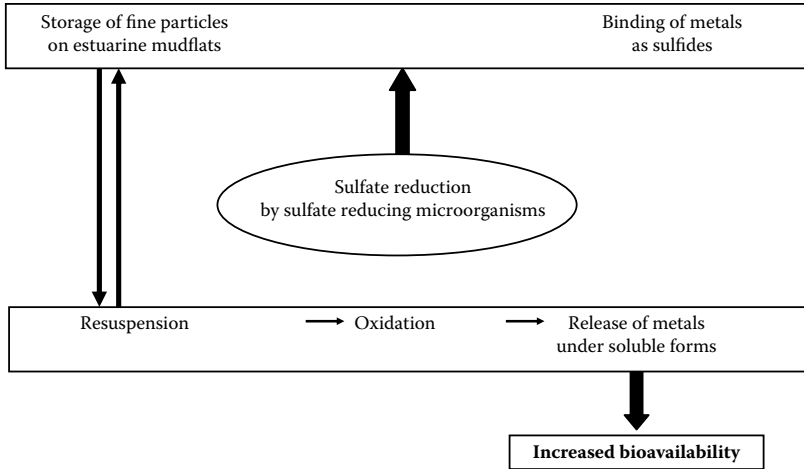 Storage of fine particles
on estuarine mudflats
Binding of metals
as sulfides
Sulfate reduction
by sulfate reducing microorganisms
Resuspension
Oxidation
Release of metals
under soluble forms
Increased bioavailability